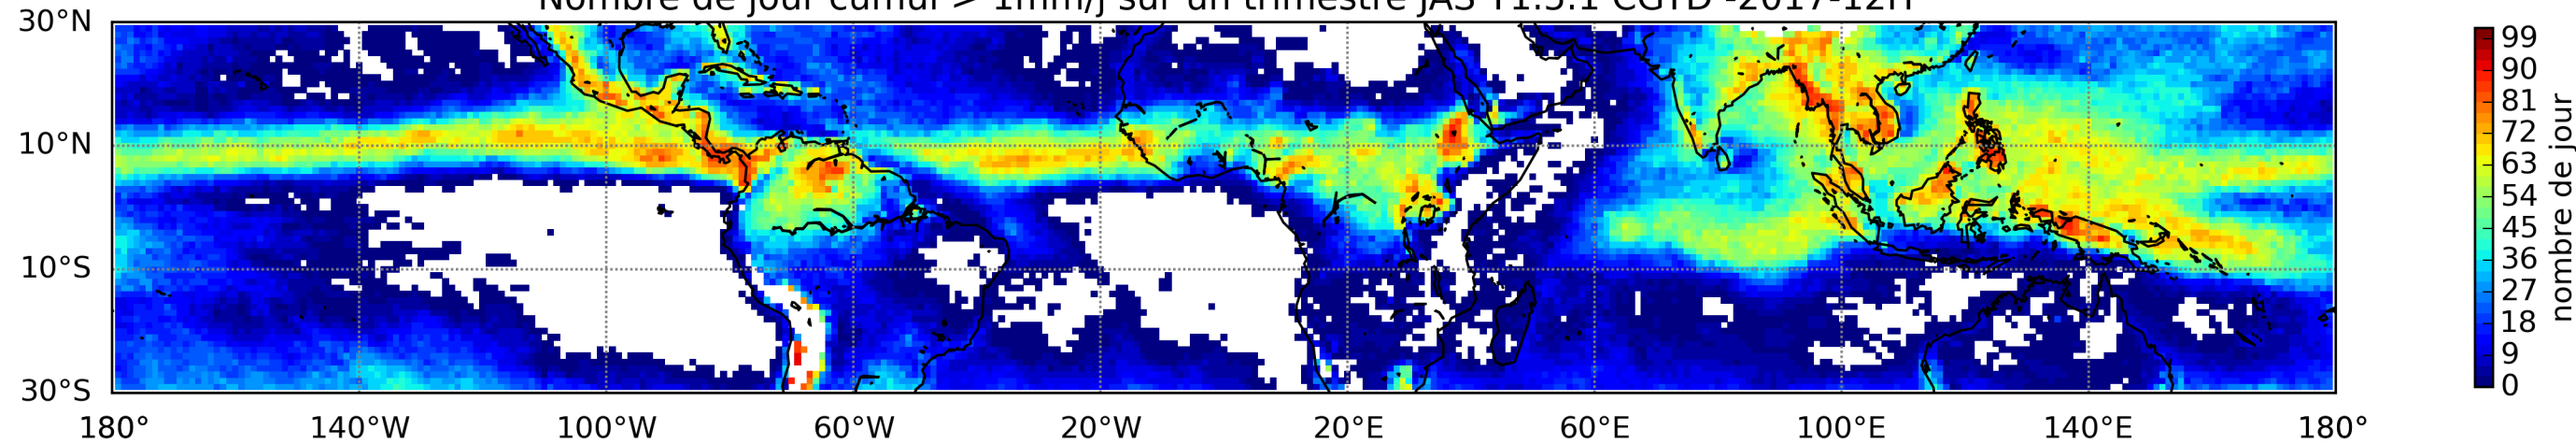 Nombre de jour cumul > 1mm/j sur un trimestre JAS T1.5.1 CGTD -2017-12H
30°N
10°N
10°S
30°S
180° 140°W 100°W 60°W 20°W 20°E 60°E 100°E 140°E 180°
99
90
81
72
63
54
45
36
27
18
9
0
nombre de jour